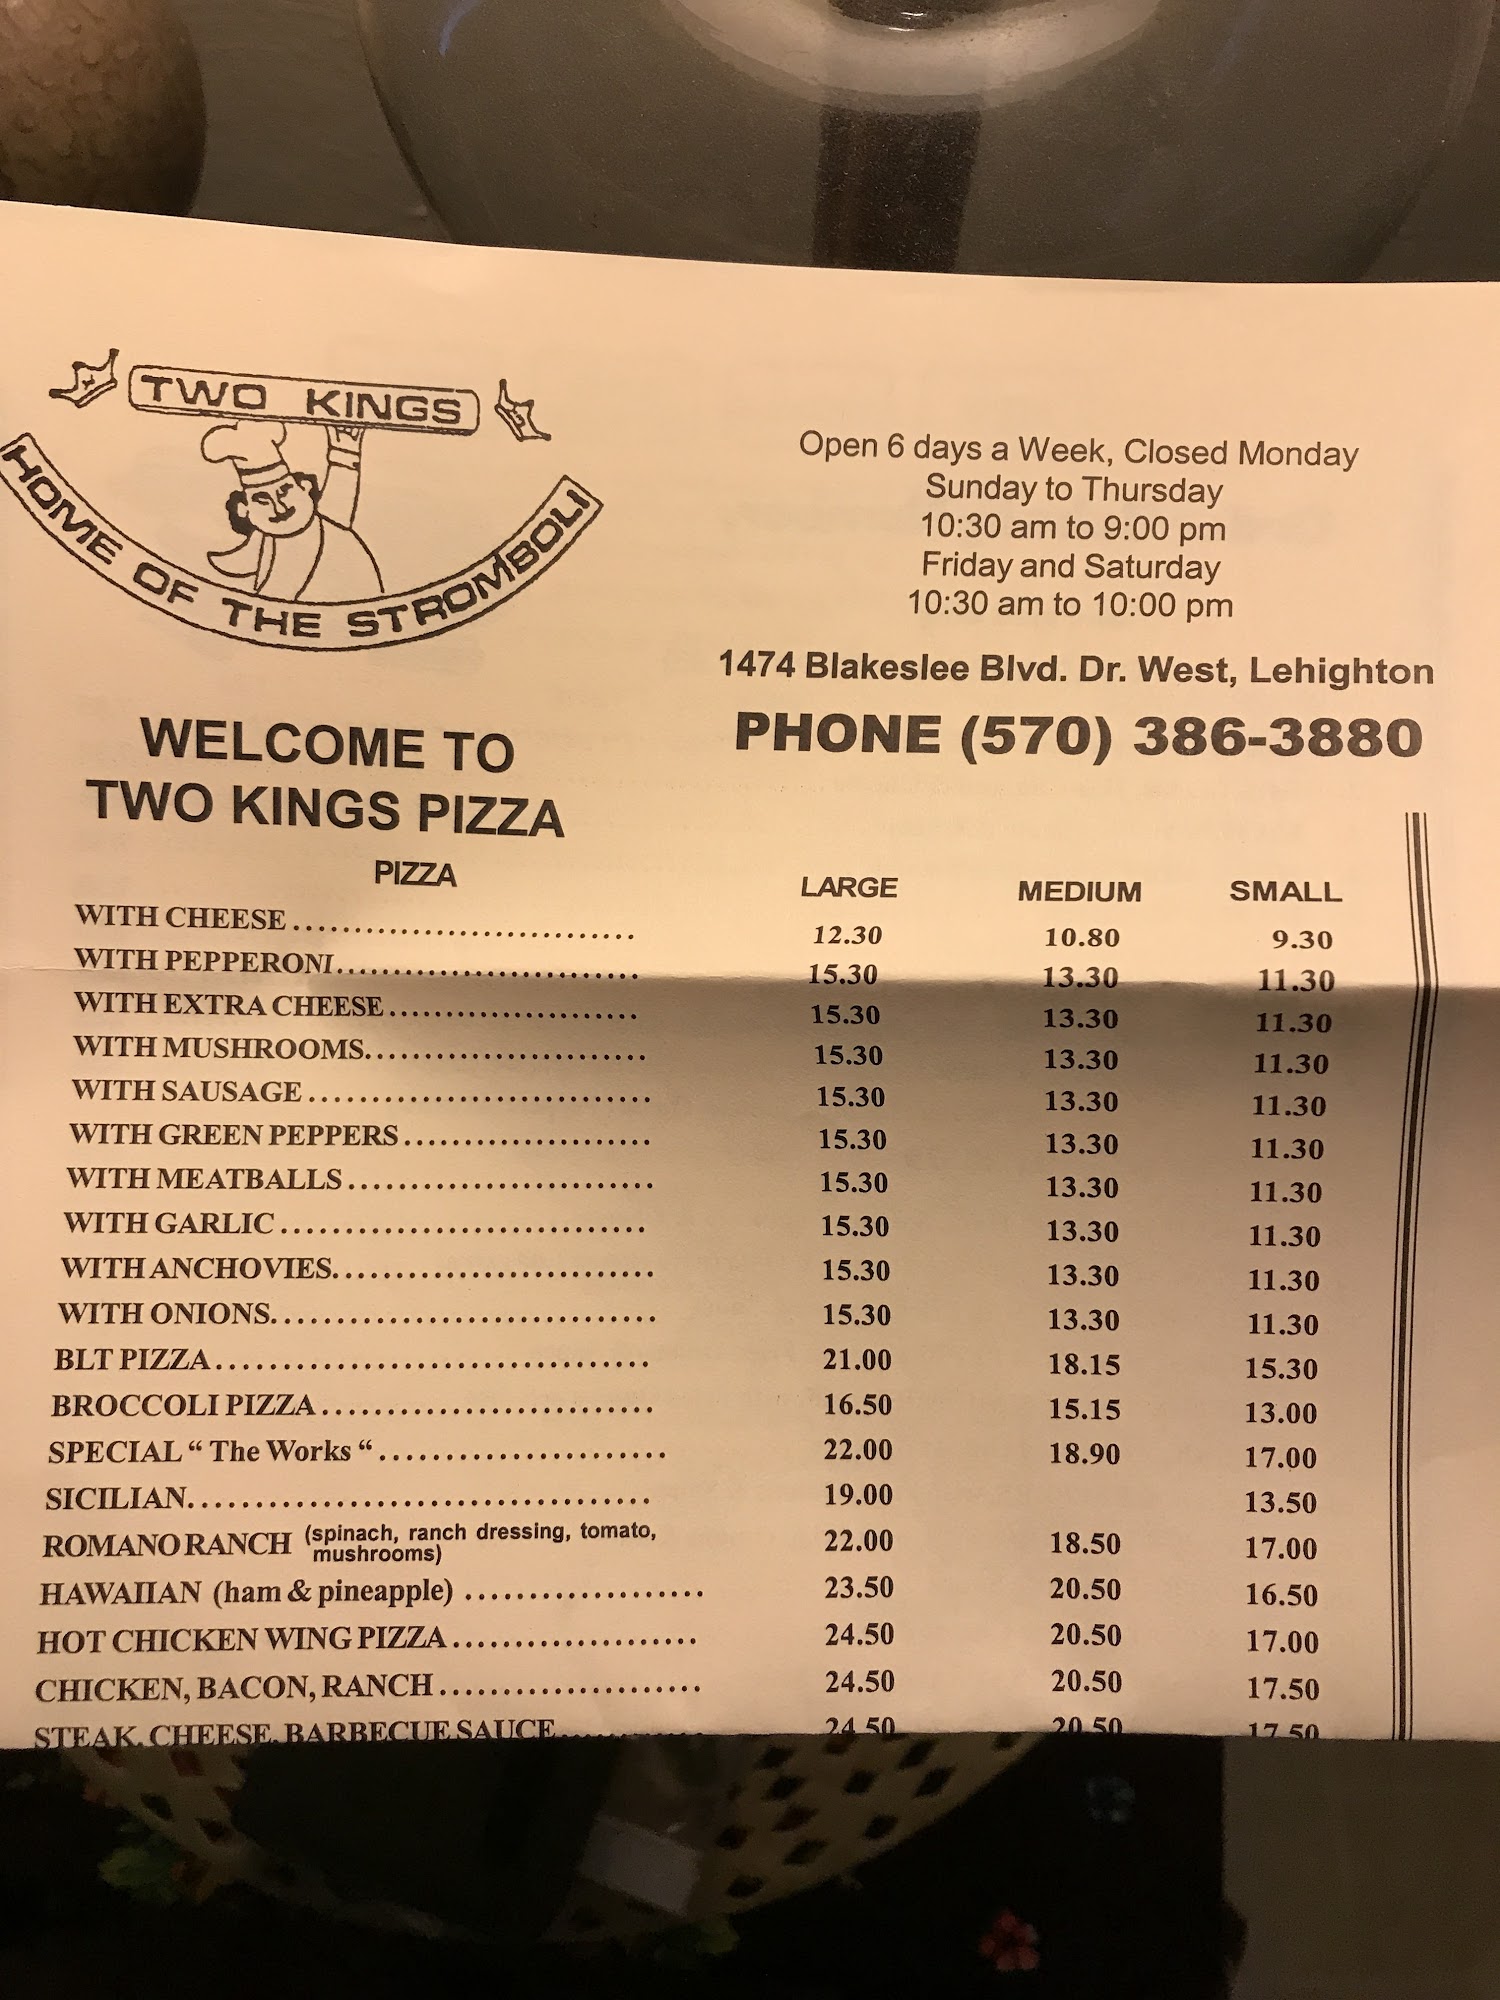 TWO KINGS
HOME OF THE STROMBOLI
Open 6 days a Week, Closed Monday
Sunday to Thursday
10:30 am to 9:00 pm
Friday and Saturday
10:30 am to 10:00 pm
1474 Blakeslee Blvd. Dr. West, Lehighton
PHONE (570) 386-3880
WELCOME TO
TWO KINGS PIZZA
PIZZA LARGE MEDIUM SMALL
WITH CHEESE .............................. 12.30 10.80 9.30
WITH PEPPERONI........................... 15.30 13.30 11.30
WITH EXTRA CHEESE...................... 15.30 13.30 11.30
WITH MUSHROOMS......................... 15.30 13.30 11.30
WITH SAUSAGE............................. 15.30 13.30 11.30
WITH GREEN PEPPERS..................... 15.30 13.30 11.30
WITH MEATBALLS.......................... 15.30 13.30 11.30
WITH GARLIC................................ 15.30 13.30 11.30
WITH ANCHOVIES............................ 15.30 13.30 11.30
WITH ONIONS................................. 15.30 13.30 11.30
BLT PIZZA..................................... 21.00 18.15 15.30
BROCCOLI PIZZA............................ 16.50 15.15 13.00
SPECIAL “ The Works “....................... 22.00 18.90 17.00
SICILIAN....................................... 19.00 13.50
ROMANO RANCH (spinach, ranch dressing, tomato, 22.00 18.50 17.00
mushrooms)
HAWAIIAN (ham & pineapple) ................... 23.50 20.50 16.50
HOT CHICKEN WING PIZZA.................... 24.50 20.50 17.00
CHICKEN, BACON, RANCH..................... 24.50 20.50 17.50
STEAK, CHEESE, BARBECUE SAUCE............ 24.50 20.50 17.50